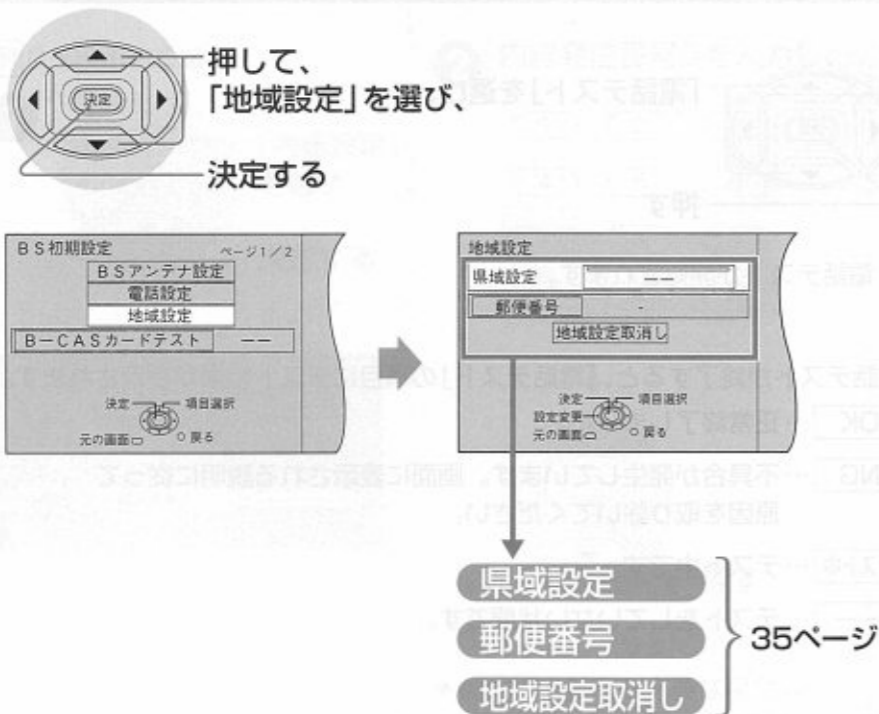 決定
押して、
「地域設定」を選び、
決定する
BS初期設定
ページ1/2
BSアンテナ設定
電話設定
地域設定
B-CASカードテスト --
決定 項目選択
元の画面 戻る
地域設定
県域設定 --
郵便番号 -
地域設定取消し
決定 項目選択
設定変更
元の画面 戻る
県域設定
郵便番号
地域設定取消し
35ページ